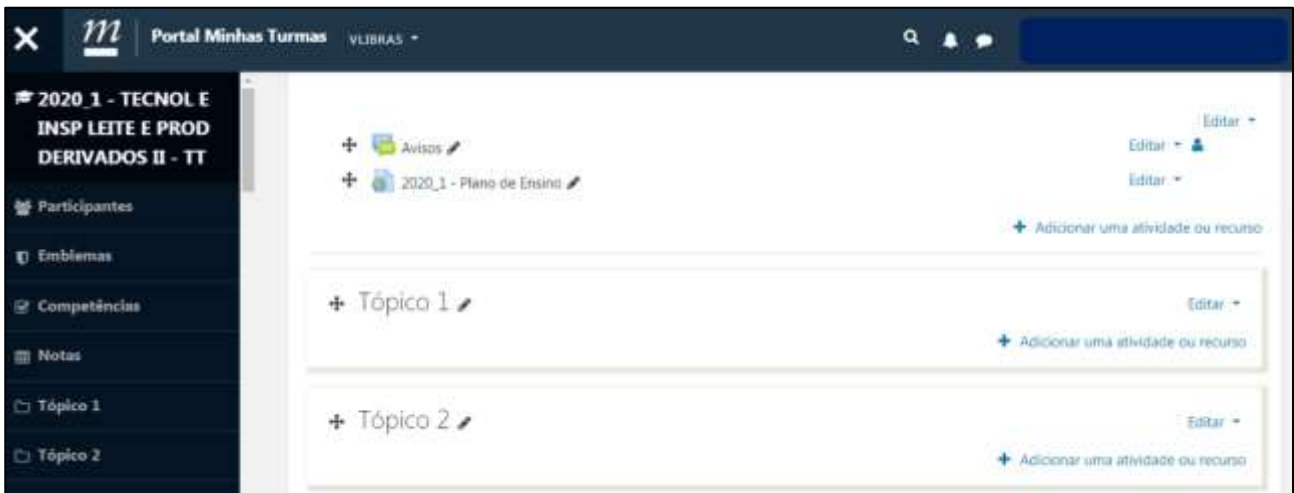 m
Portal Minhas Turmas VLIBRAS
2020_1 - TECNOL E
INSP LEITE E PROD
DERIVADOS II - TT
Participantes
Emblemas
Competências
Notas
Tópico 1
Tópico 2
Editar
Avisos Editar
2020_1 - Plano de Ensino Editar
Adicionar uma atividade ou recurso
Tópico 1 Editar
Adicionar uma atividade ou recurso
Tópico 2 Editar
Adicionar uma atividade ou recurso